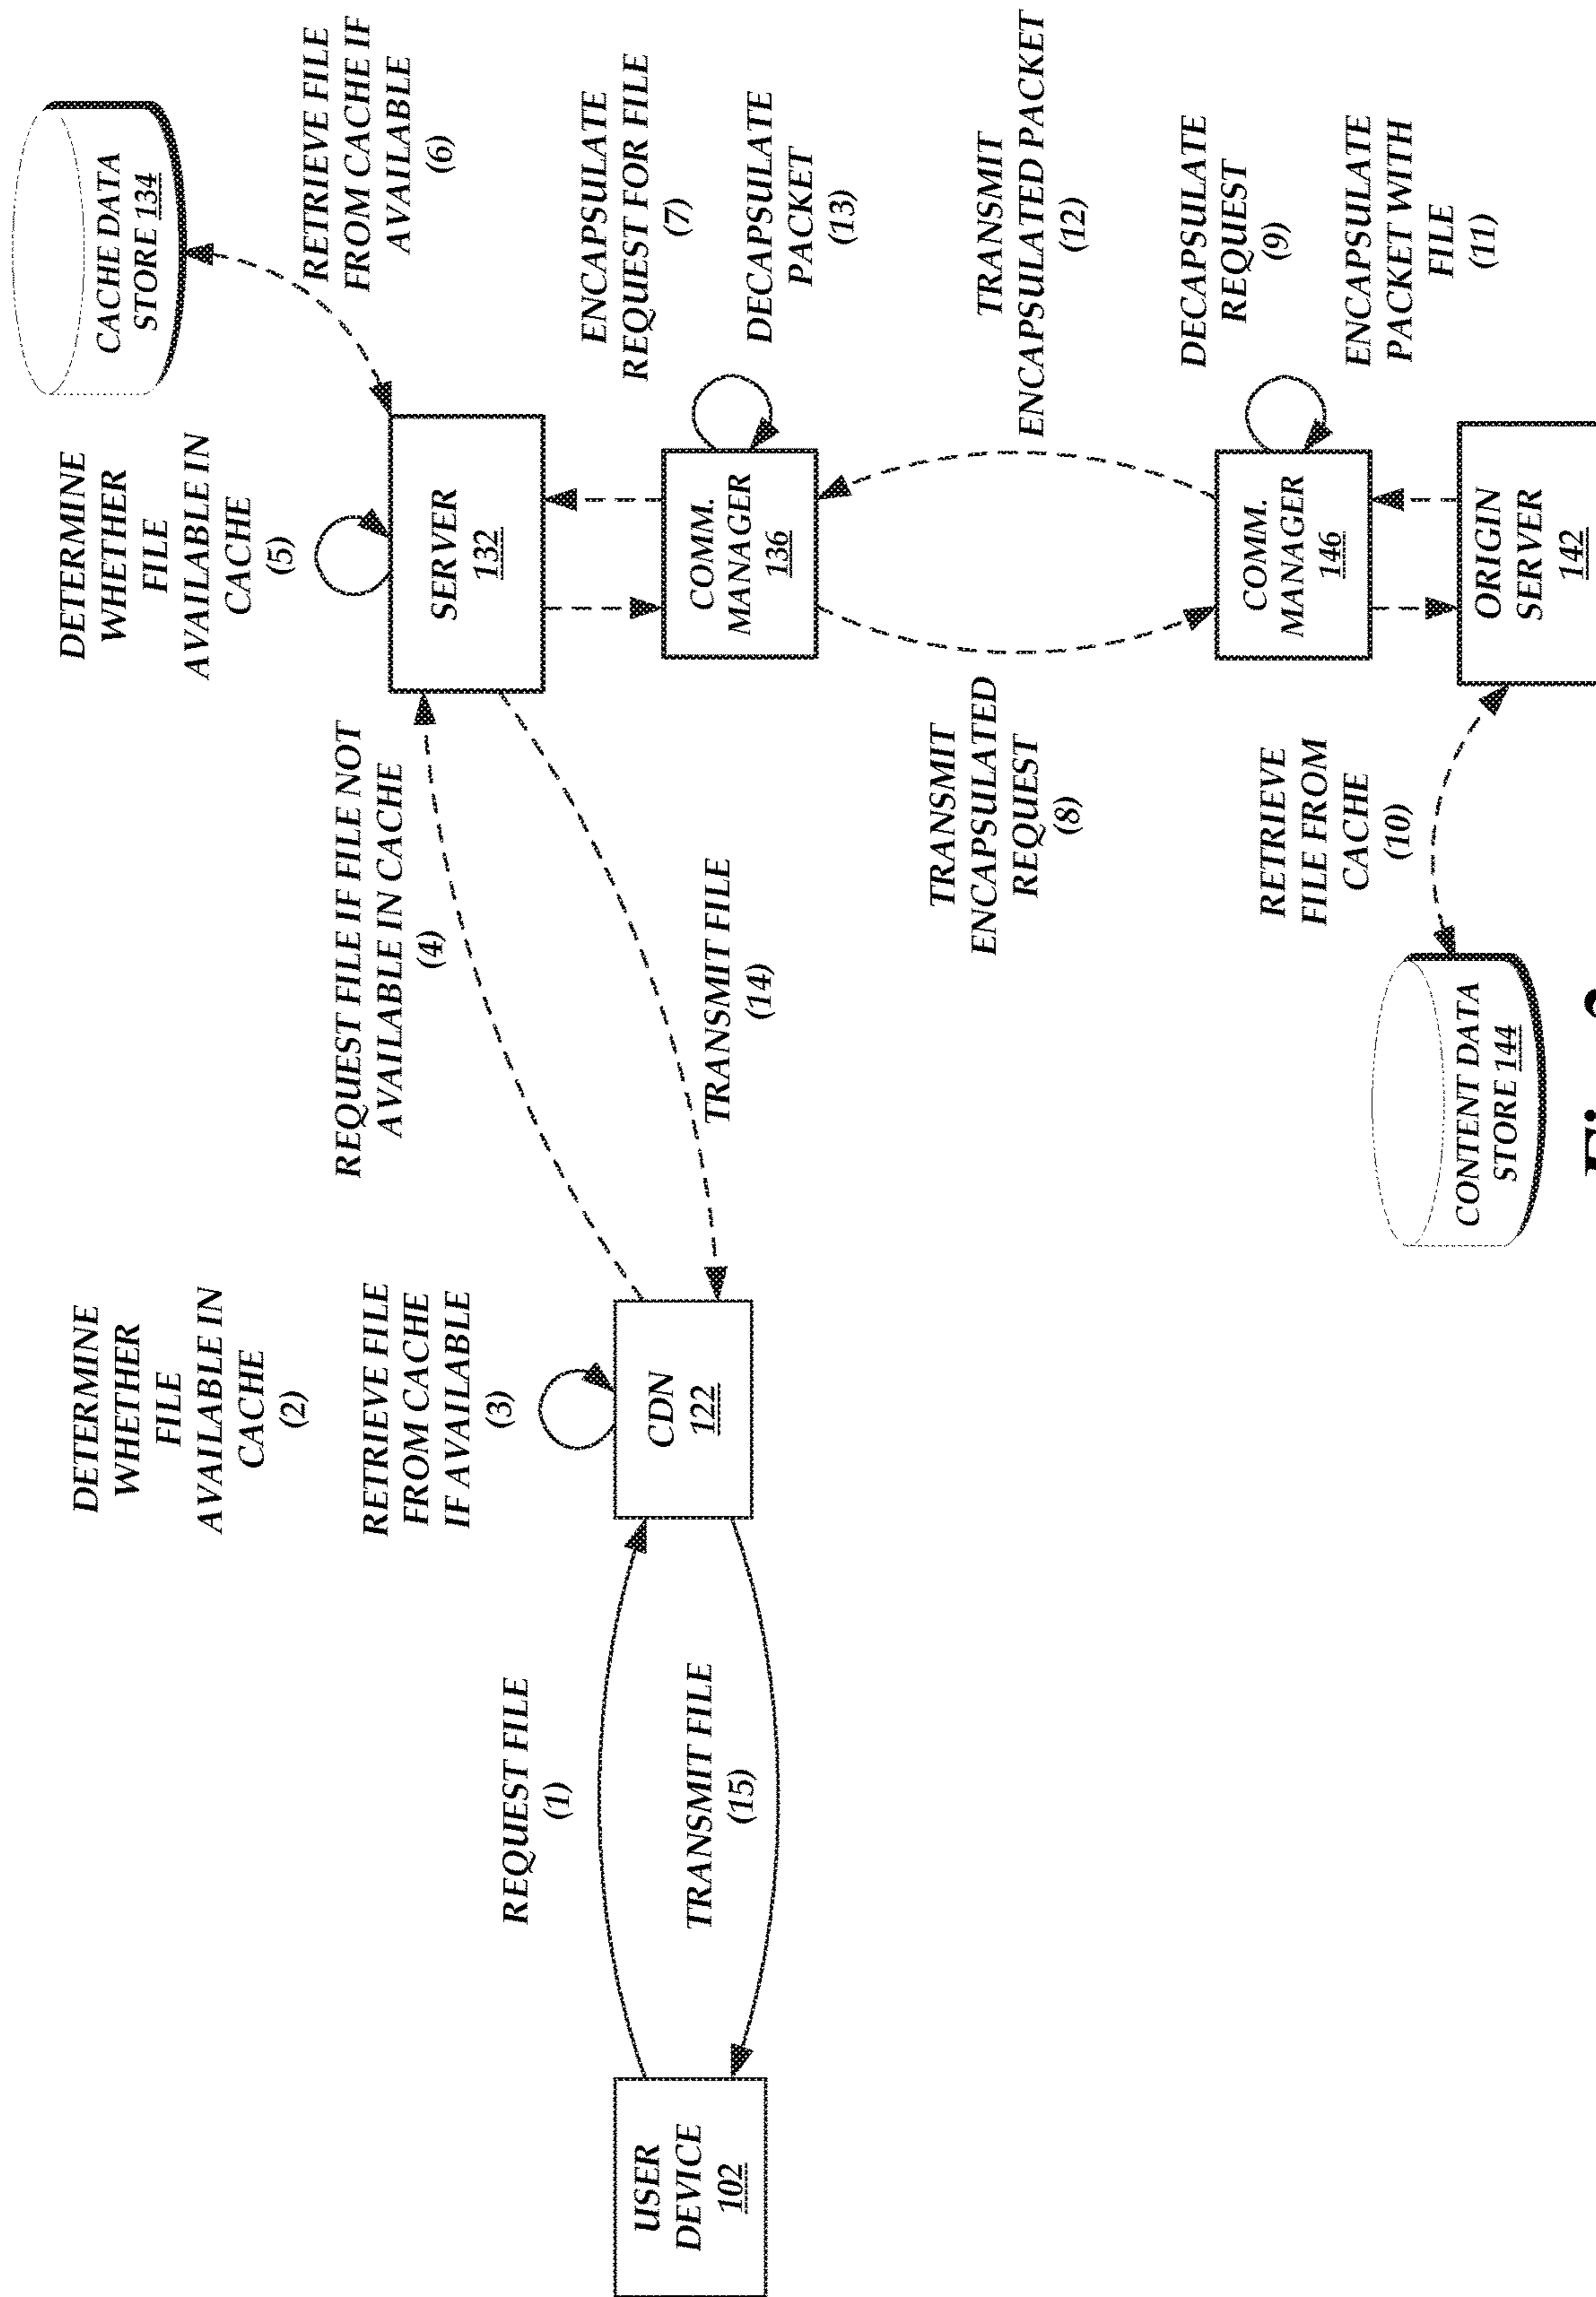 DETERMINE
WHETHER
FILE
AVAILABLE IN
CACHE
(2)
RETRIEVE FILE
FROM CACHE
IF AVAILABLE
(3)
REQUEST FILE
(1)
USER
DEVICE
102
TRANSMIT FILE
(15)
CDN
122
REQUEST FILE IF FILE NOT
AVAILABLE IN CACHE
(4)
TRANSMIT FILE
(14)
DETERMINE
WHETHER
FILE
AVAILABLE IN
CACHE
(5)
CACHE DATA
STORE 134
RETRIEVE FILE
FROM CACHE IF
AVAILABLE
(6)
SERVER
132
ENCAPSULATE
REQUEST FOR FILE
(7)
COMM.
MANAGER
136
DECAPSULATE
PACKET
(13)
TRANSMIT
ENCAPSULATED
REQUEST
(8)
TRANSMIT
ENCAPSULATED PACKET
(12)
COMM.
MANAGER
146
DECAPSULATE
REQUEST
(9)
ENCAPSULATE
PACKET WITH
FILE
(11)
RETRIEVE
FILE FROM
CACHE
(10)
CONTENT DATA
STORE 144
ORIGIN
SERVER
142